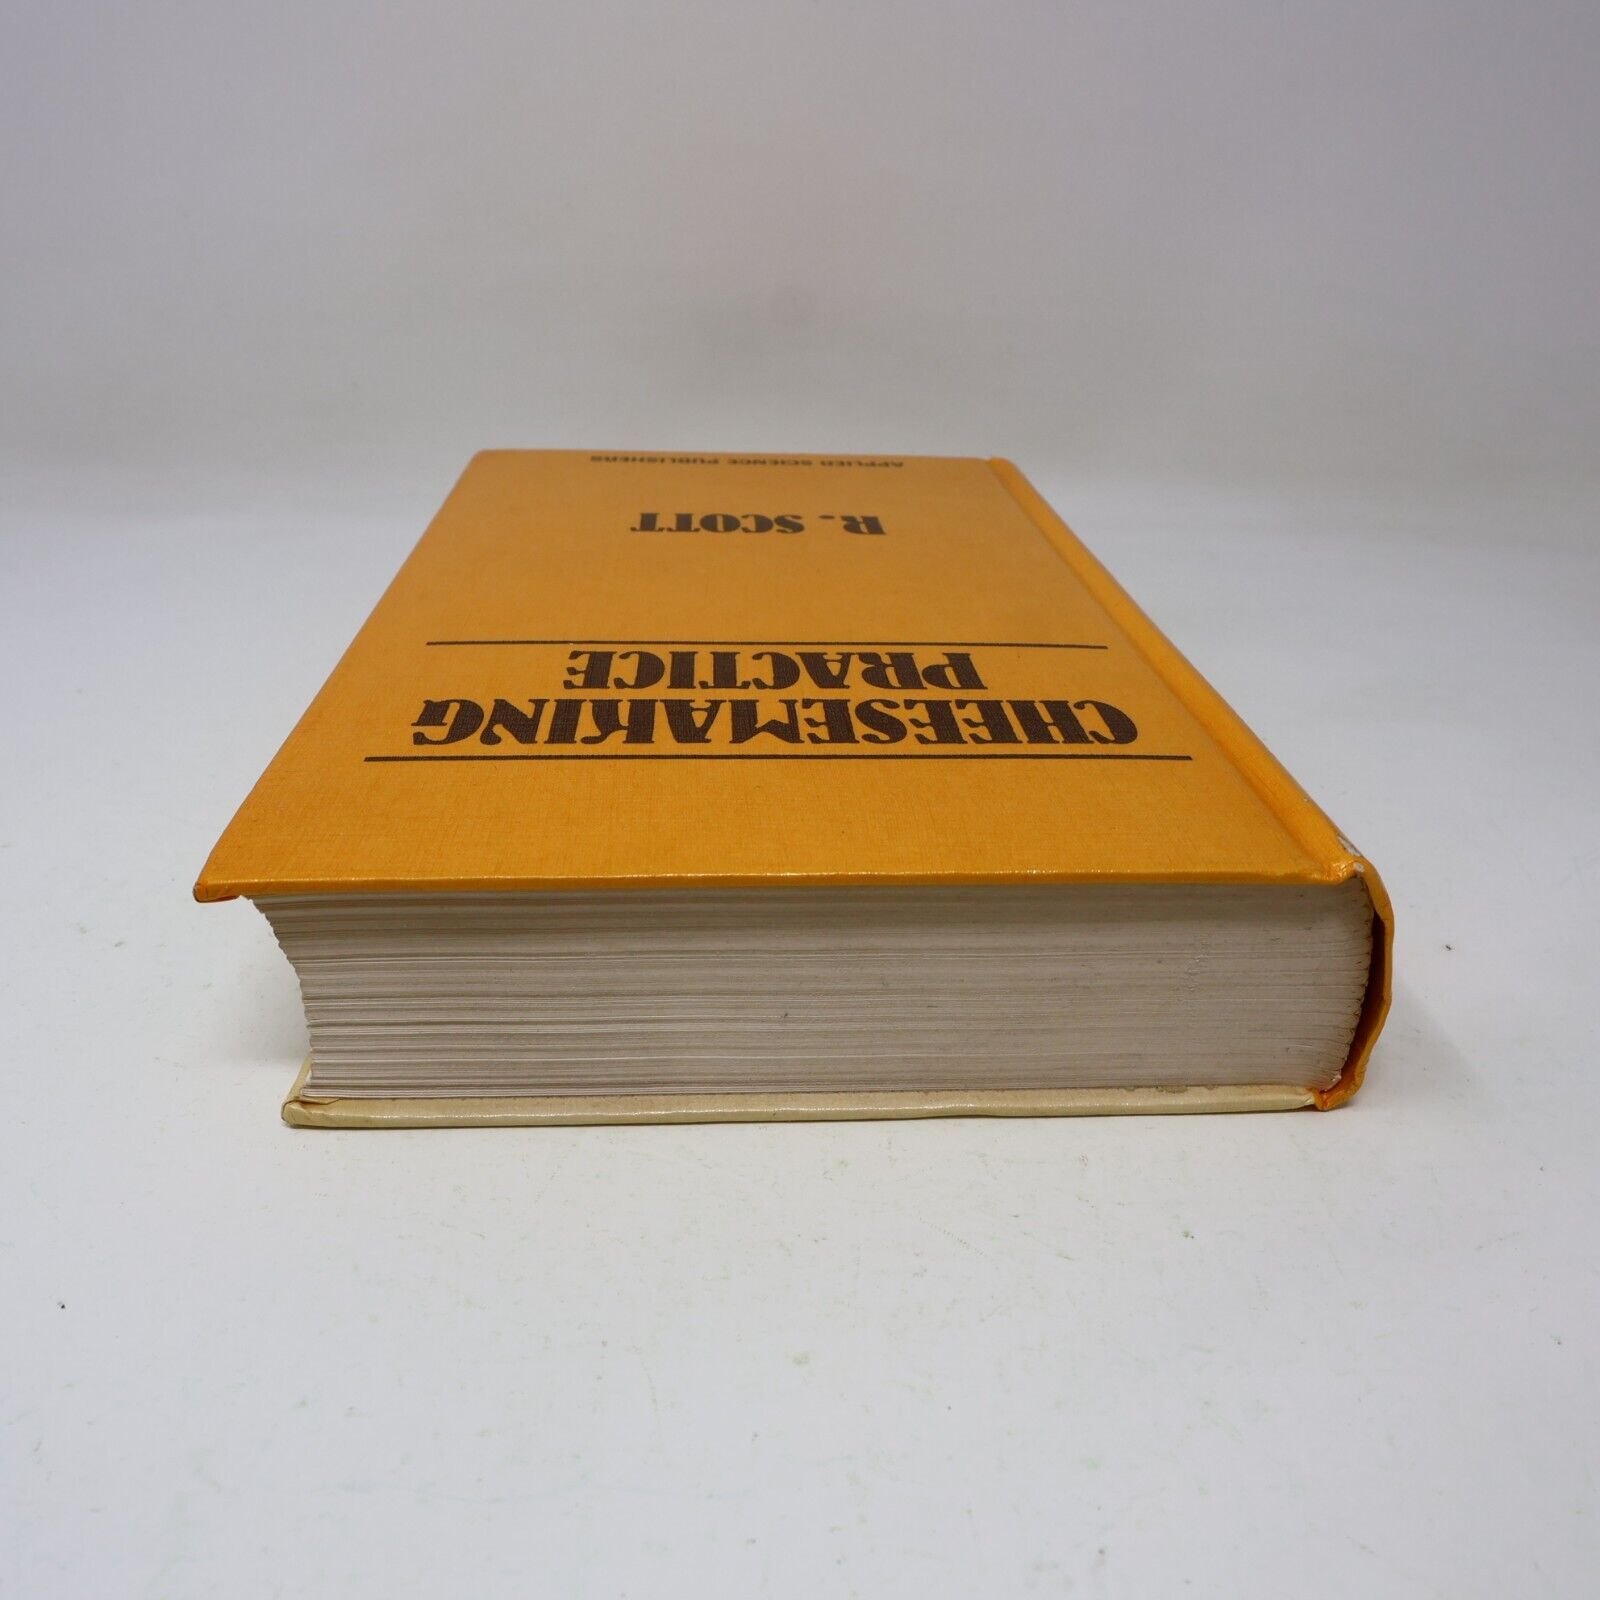 CHEESEMAKING
PRACTICE
R. SCOTT
APPLIED SCIENCE PUBLISHERS